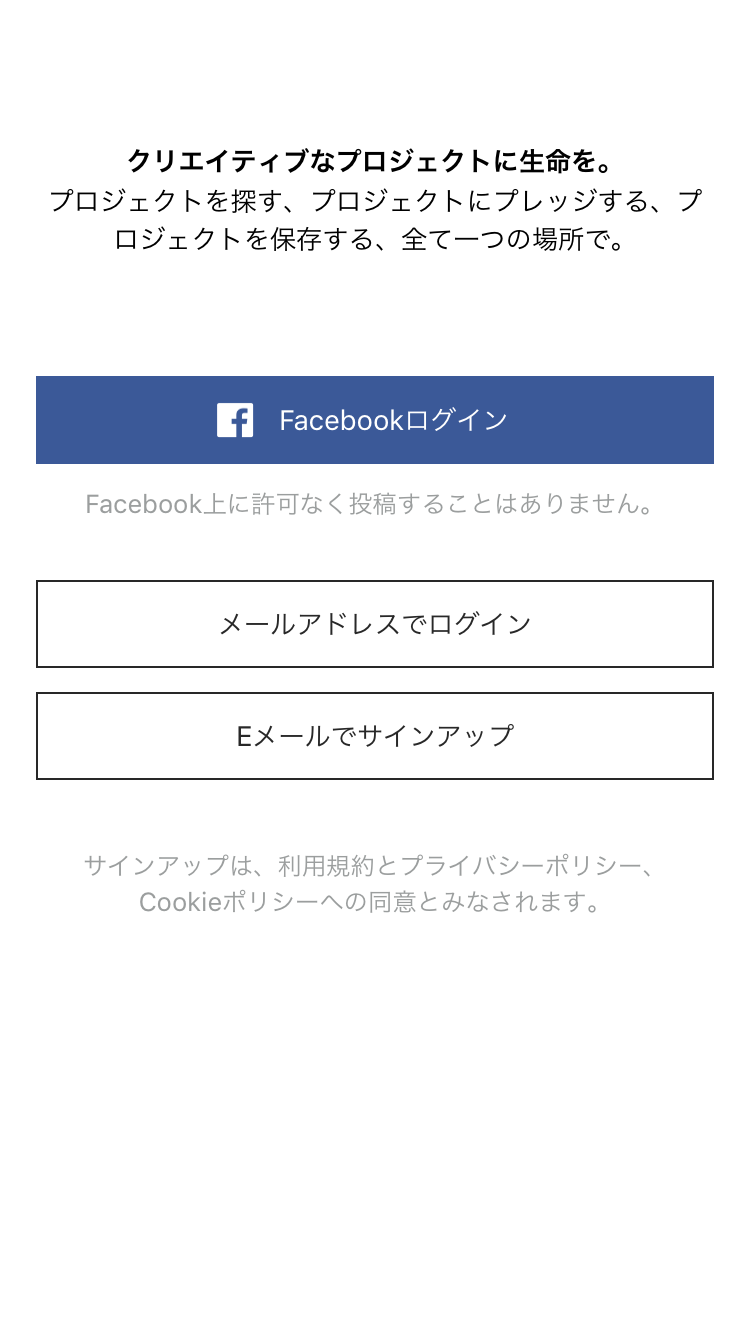 クリエイティブなプロジェクトに生命を。
プロジェクトを探す、プロジェクトにプレッジする、プ
ロジェクトを保存する、全て一つの場所で。
Facebookログイン
Facebook上に許可なく投稿することはありません。
メールアドレスでログイン
Eメールでサインアップ
サインアップは、利用規約とプライバシーポリシー、
Cookieポリシーへの同意とみなされます。